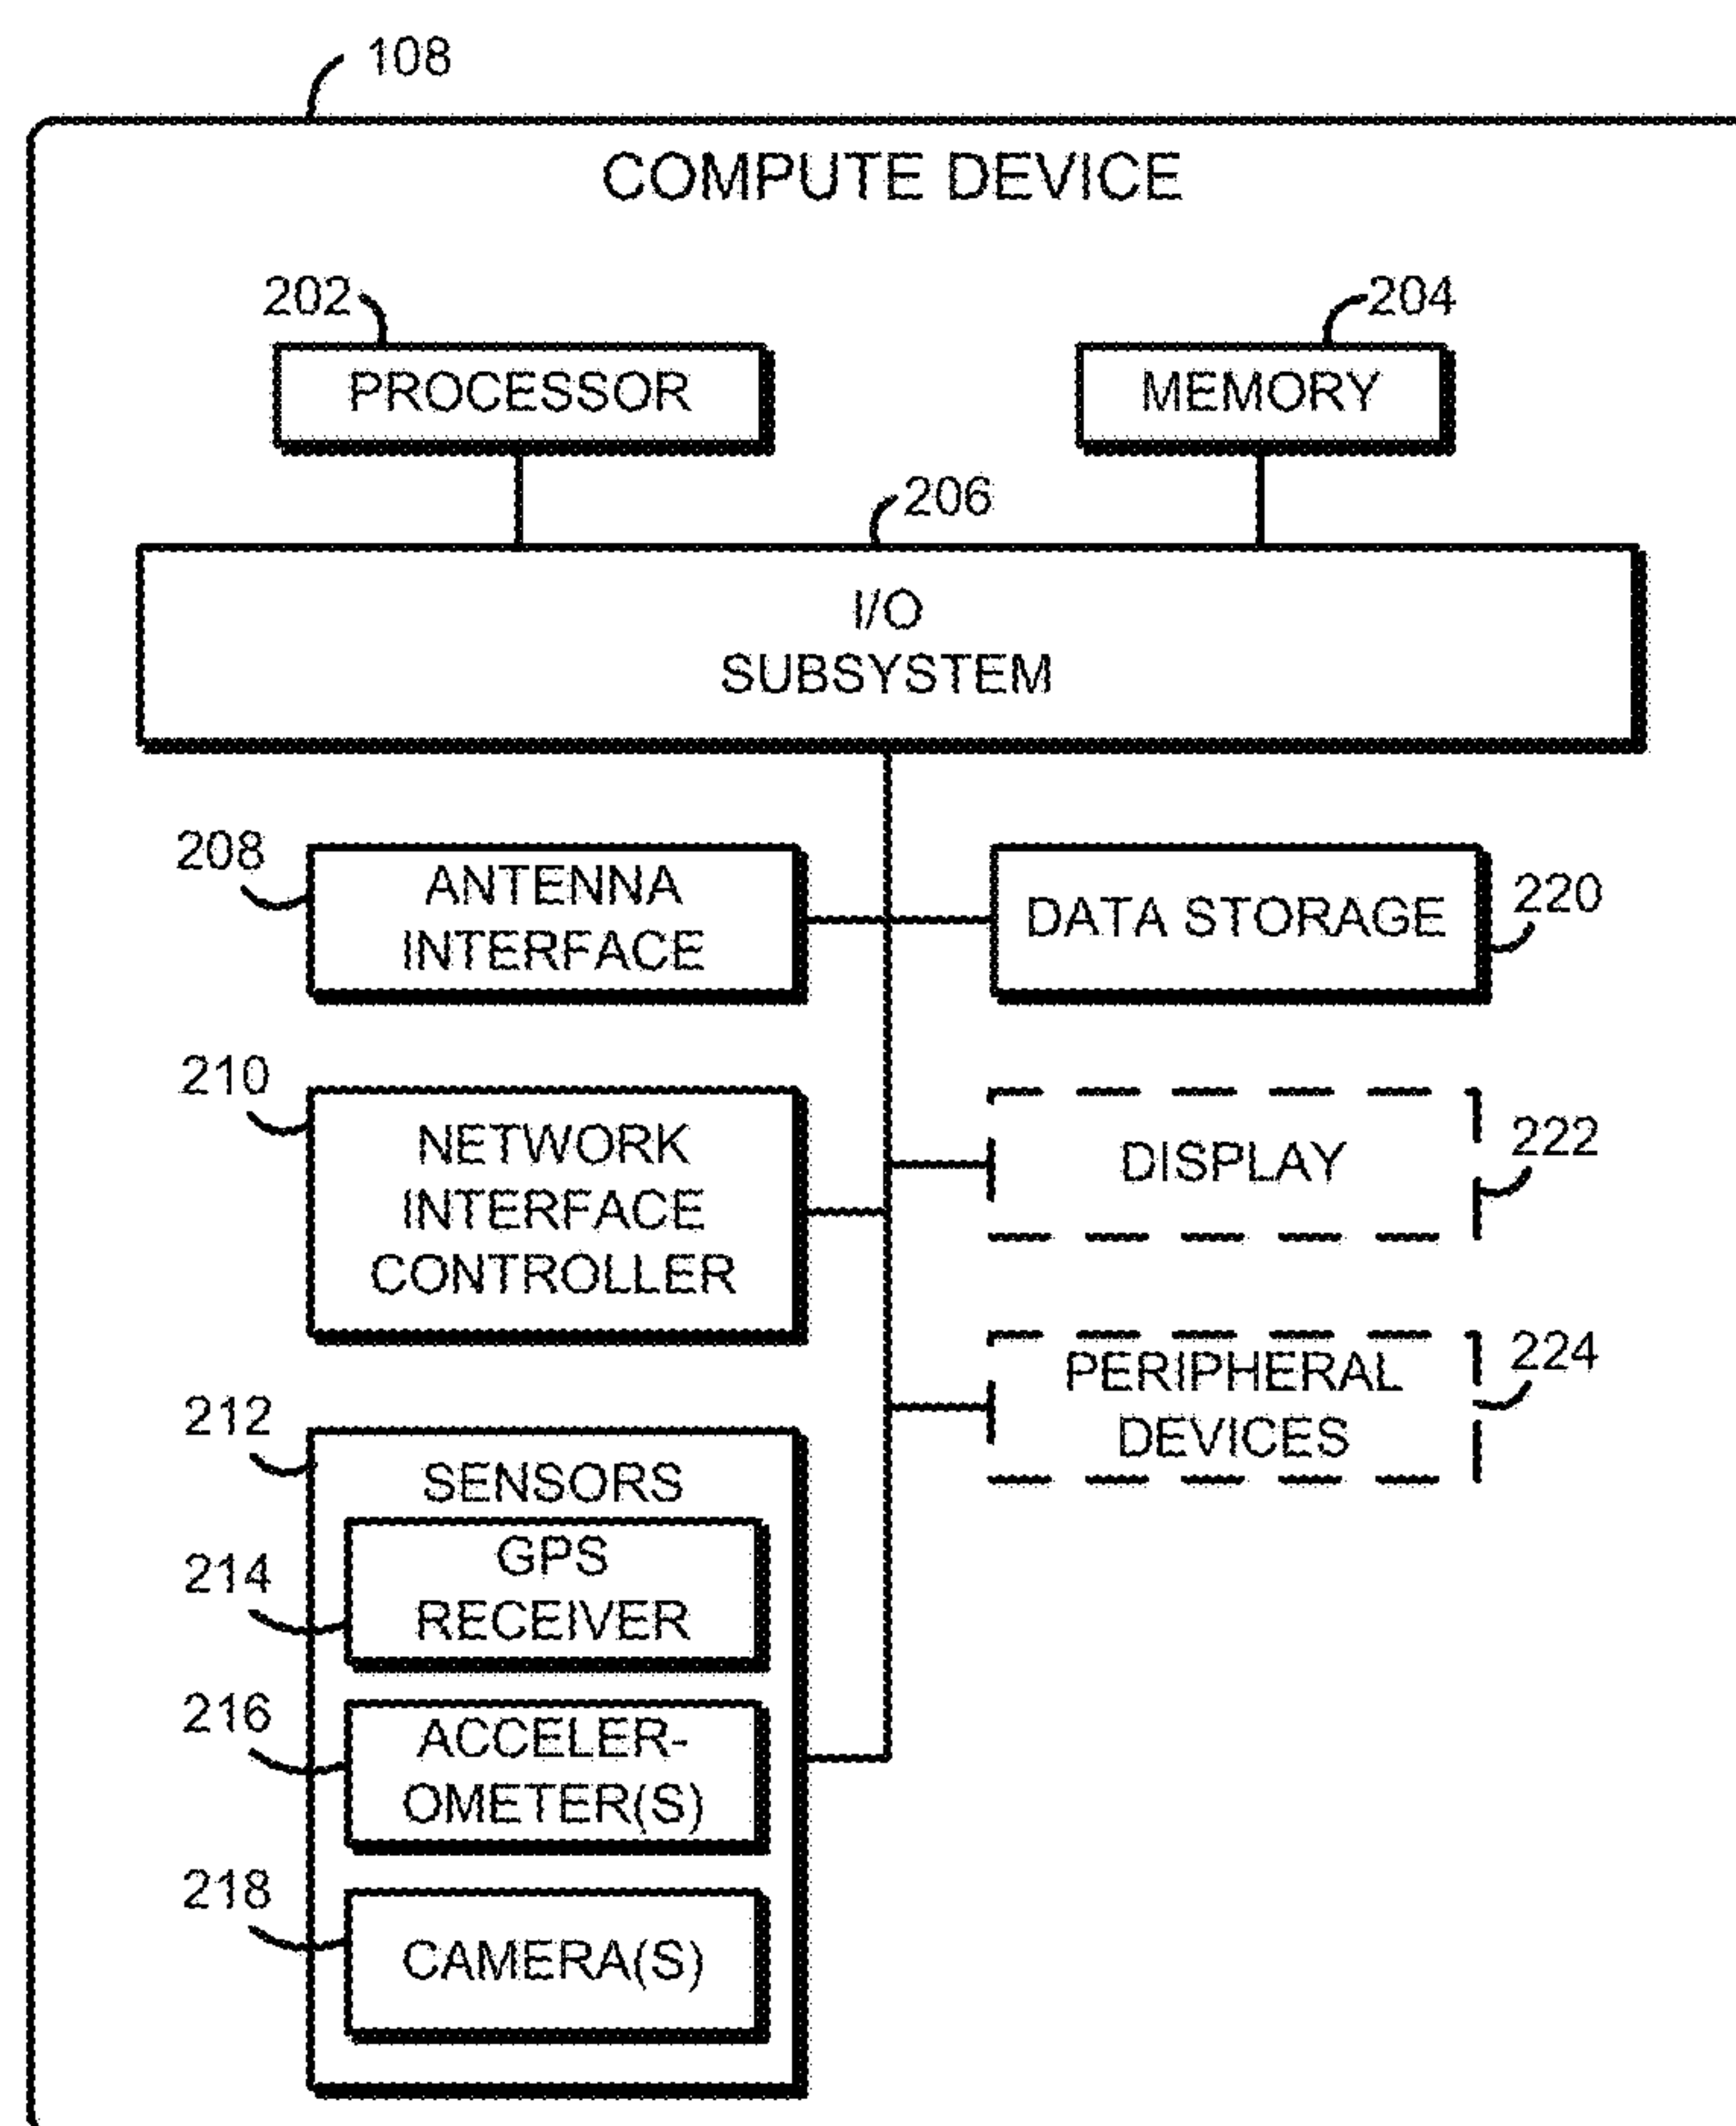 108
COMPUTE DEVICE
202
204
PROCESSOR
MEMORY
206
I/O
SUBSYSTEM
208
ANTENNA
INTERFACE
DATA STORAGE
220
210
NETWORK
INTERFACE
CONTROLLER
DISPLAY
222
PERIPHERAL
DEVICES
224
212
SENSORS
214
GPS
RECEIVER
216
ACCELER-
OMETER(S)
218
CAMERA(S)